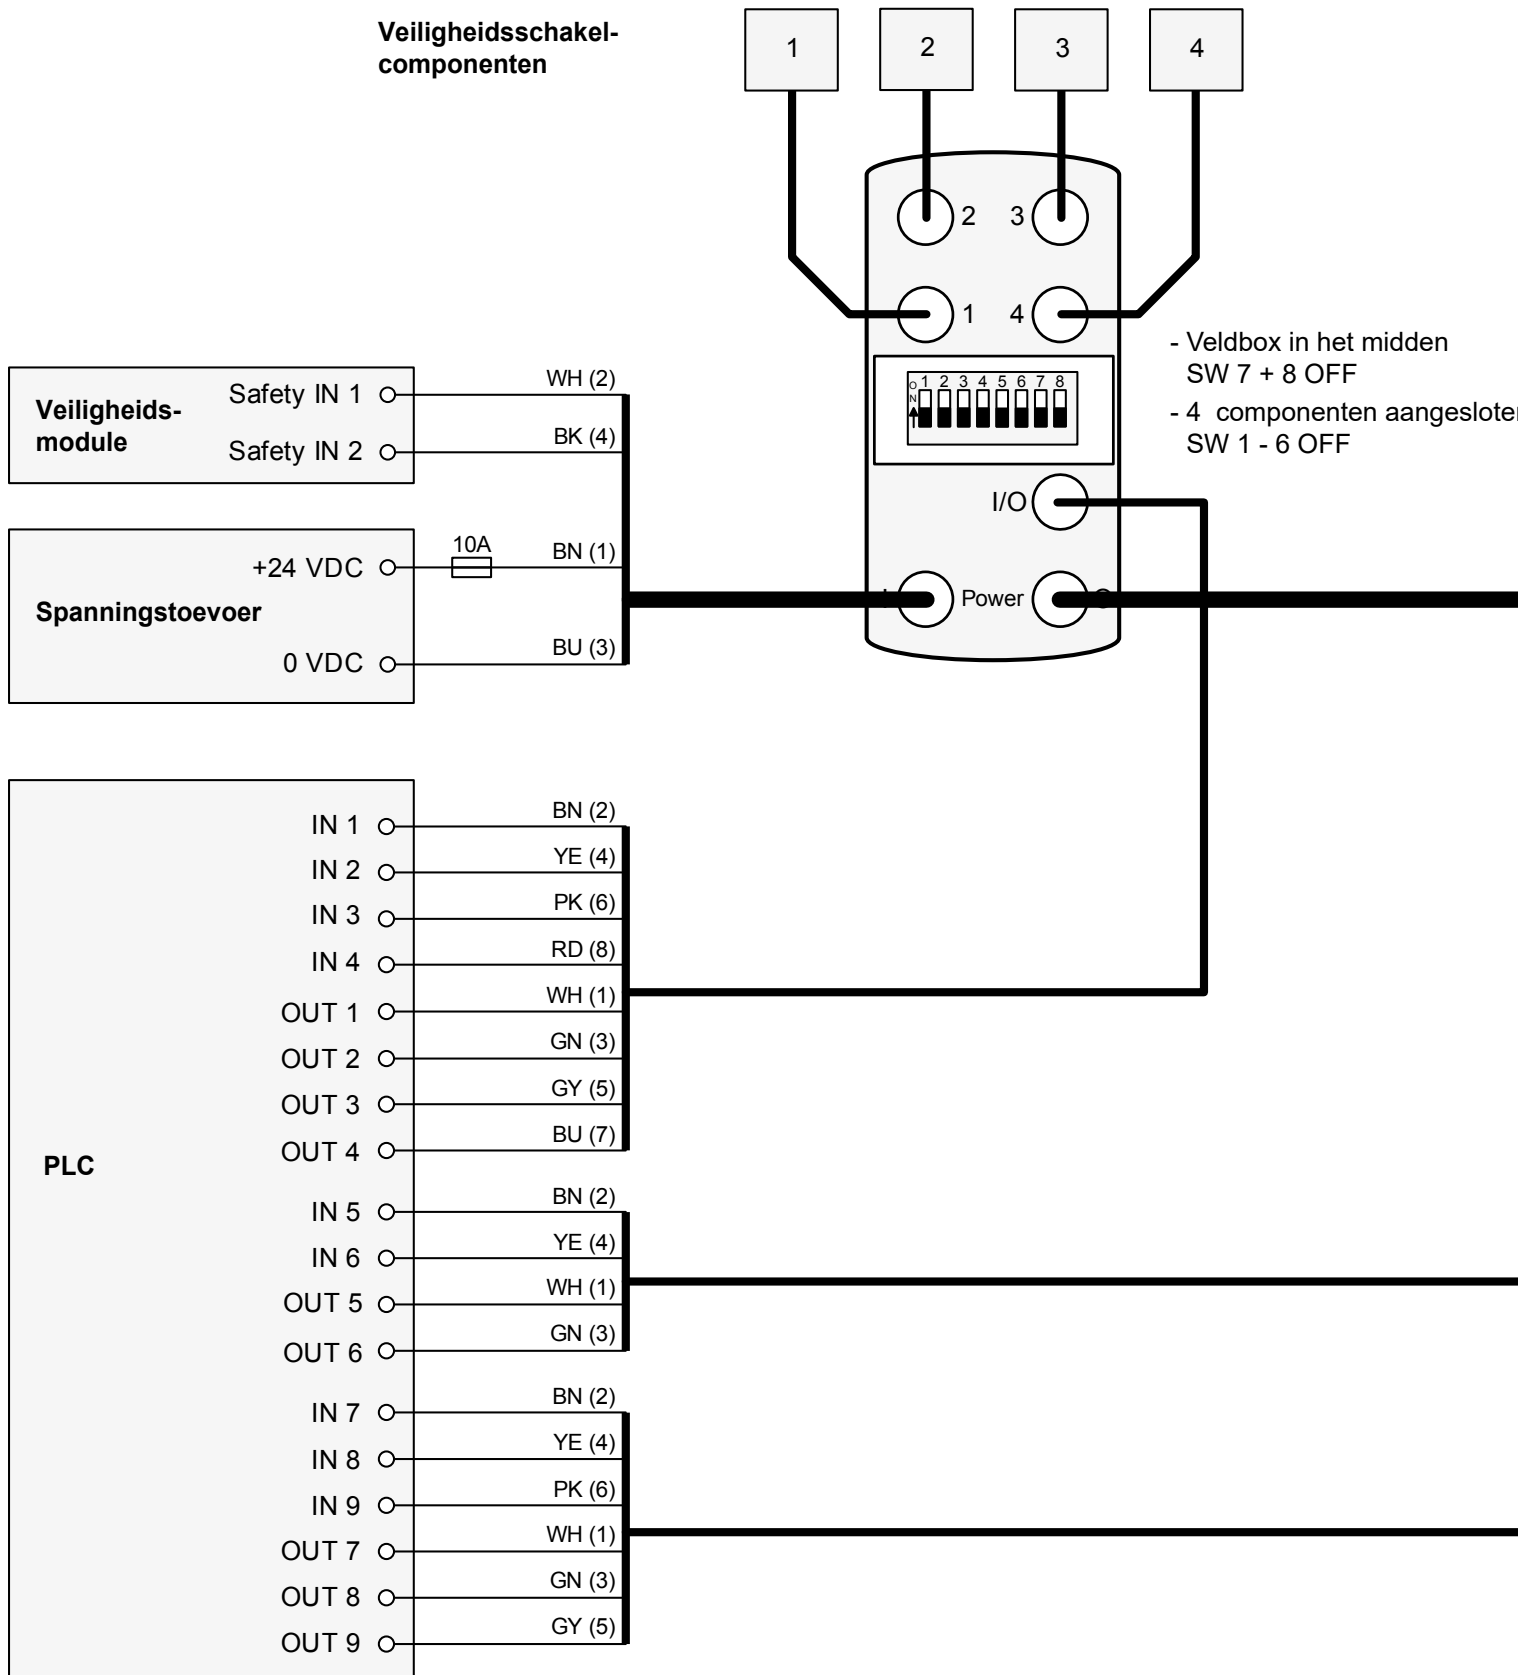 Veiligheidsschakel-
componenten
1
2
3
4
2
3
1
4
O
N
1 2 3 4 5 6 7 8
- Veldbox in het midden
SW 7 + 8 OFF
- 4 componenten aangesloten
SW 1 - 6 OFF
I/O
I
Power
O
Veiligheids-
module
Safety IN 1
WH (2)
Safety IN 2
BK (4)
Spanningstoevoer
+24 VDC
10A
BN (1)
0 VDC
BU (3)
PLC
IN 1
BN (2)
IN 2
YE (4)
IN 3
PK (6)
IN 4
RD (8)
OUT 1
WH (1)
OUT 2
GN (3)
OUT 3
GY (5)
OUT 4
BU (7)
IN 5
BN (2)
IN 6
YE (4)
OUT 5
WH (1)
OUT 6
GN (3)
IN 7
BN (2)
IN 8
YE (4)
IN 9
PK (6)
OUT 7
WH (1)
OUT 8
GN (3)
OUT 9
GY (5)